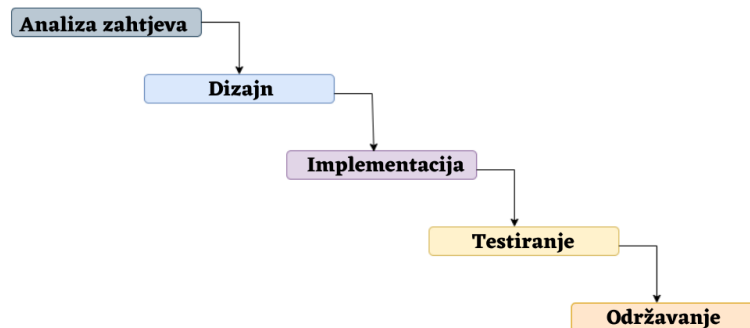 Analiza zahtjeva
Dizajn
Implementacija
Testiranje
Održavanje